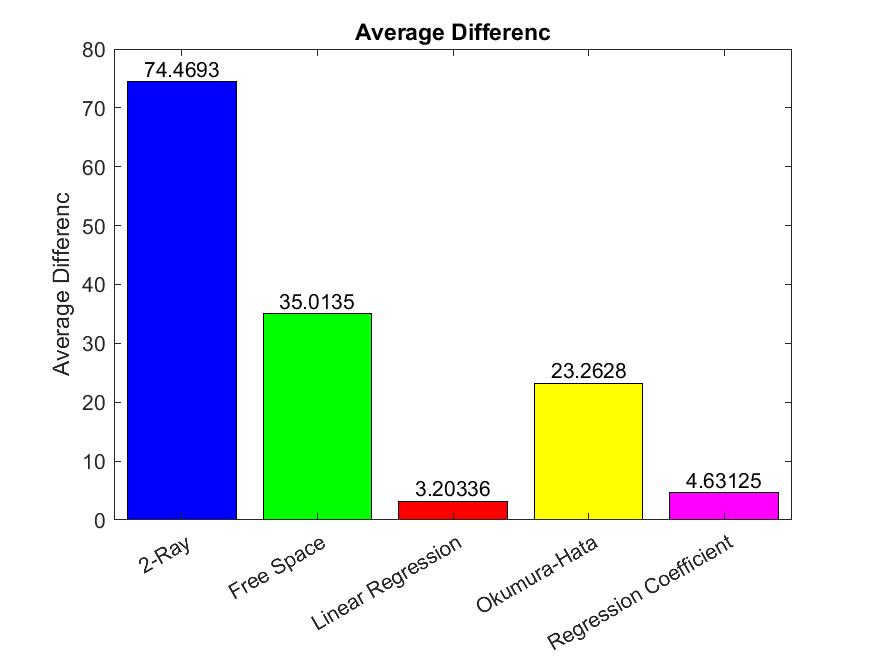 Average Differenc
Average Differenc
80
70
60
50
40
30
20
10
0
74.4693
35.0135
3.20336
23.2628
4.63125
2-Ray
Free Space
Linear Regression
Okumura-Hata
Regression Coefficient